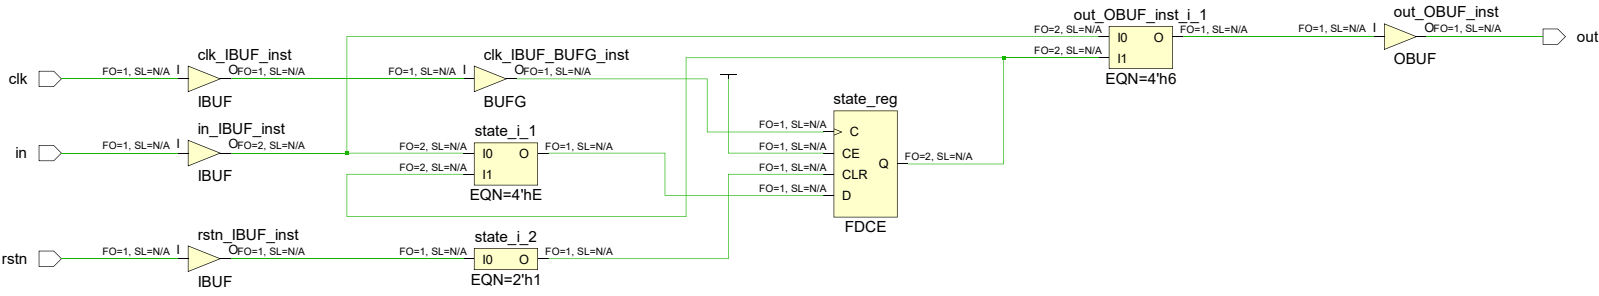 out_OBUF_inst_i_1
out_OBUF_inst
FO=2, SL=N/A
I0
O
FO=1, SL=N/A
FO=1, SL=N/A
I
O
FO=1, SL=N/A
out
FO=2, SL=N/A
I1
OBUF
EQN=4'h6
clk_IBUF_inst
clk_IBUF_BUFG_inst
clk
FO=1, SL=N/A
I
O
FO=1, SL=N/A
FO=1, SL=N/A
I
O
FO=1, SL=N/A
IBUF
BUFG
state_reg
in_IBUF_inst
state_i_1
FO=1, SL=N/A
C
in
FO=1, SL=N/A
I
O
FO=2, SL=N/A
FO=2, SL=N/A
I0
O
FO=1, SL=N/A
FO=1, SL=N/A
CE
Q
FO=2, SL=N/A
IBUF
FO=2, SL=N/A
I1
FO=1, SL=N/A
CLR
EQN=4'hE
FO=1, SL=N/A
D
FDCE
rstn_IBUF_inst
state_i_2
rstn
FO=1, SL=N/A
I
O
FO=1, SL=N/A
FO=1, SL=N/A
I0
O
FO=1, SL=N/A
IBUF
EQN=2'h1